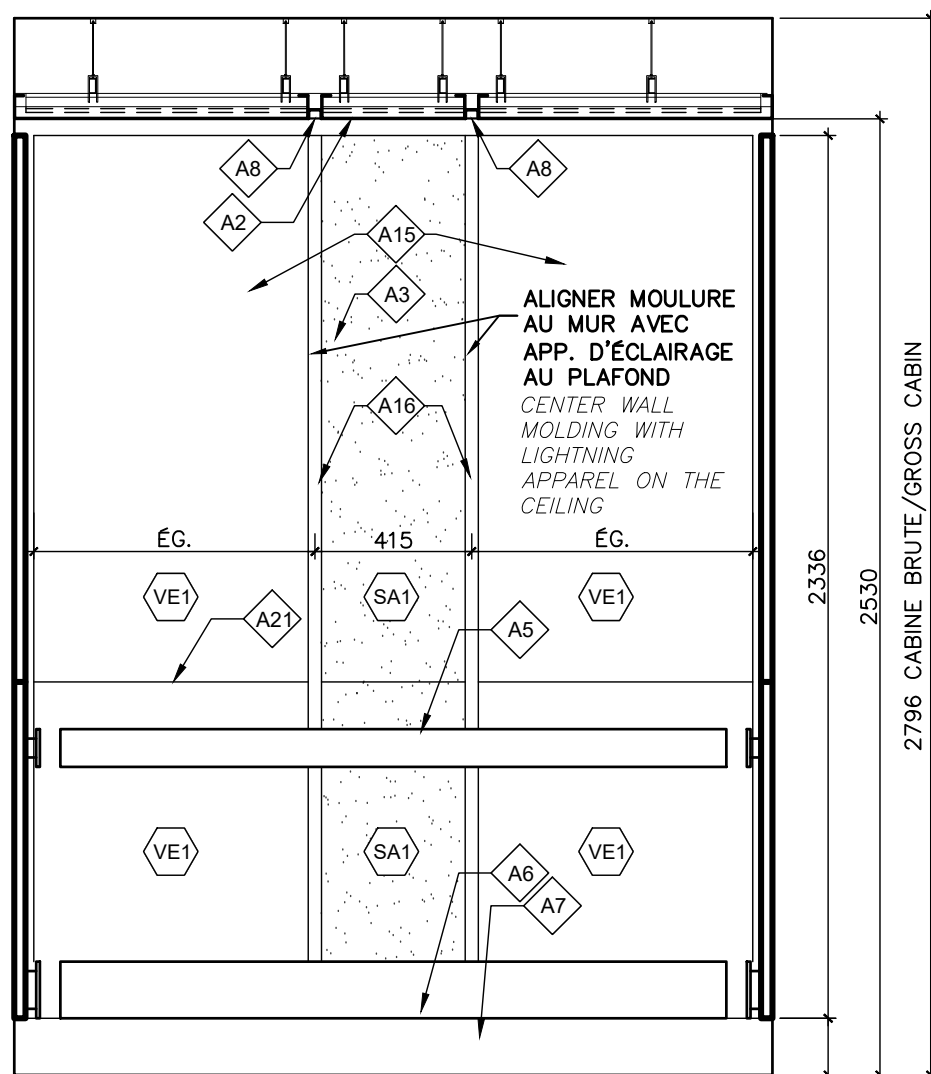 A8
A8
A2
A15
A3
ALIGNER MOULURE
AU MUR AVEC
APP. D'ÉCLAIRAGE
AU PLAFOND
CENTER WALL
MOLDING WITH
LIGHTNING
APPAREL ON THE
CEILING
A16
ÉG.
415
ÉG.
VE1
SA1
VE1
A21
A5
VE1
SA1
VE1
A6
A7
2336
2530
2796 CABINE BRUTE/GROSS CABIN